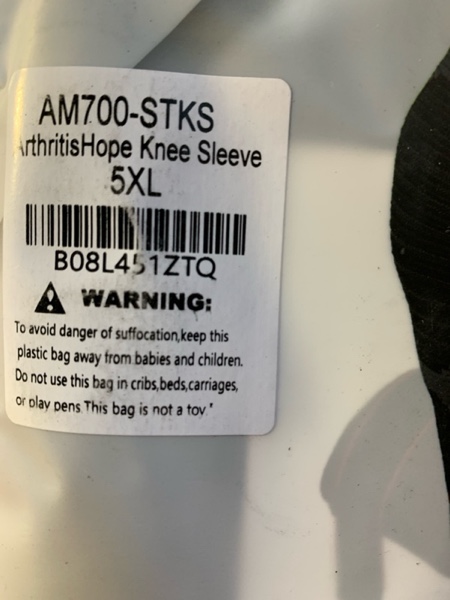 AM700-STKS
ArthritisHope Knee Sleeve
5XL
B08L451ZTQ
WARNING:
To avoid danger of suffocation,keep this
plastic bag away from babies and children.
Do not use this bag in cribs,beds,carriages,
or play pens.This bag is not a toy."